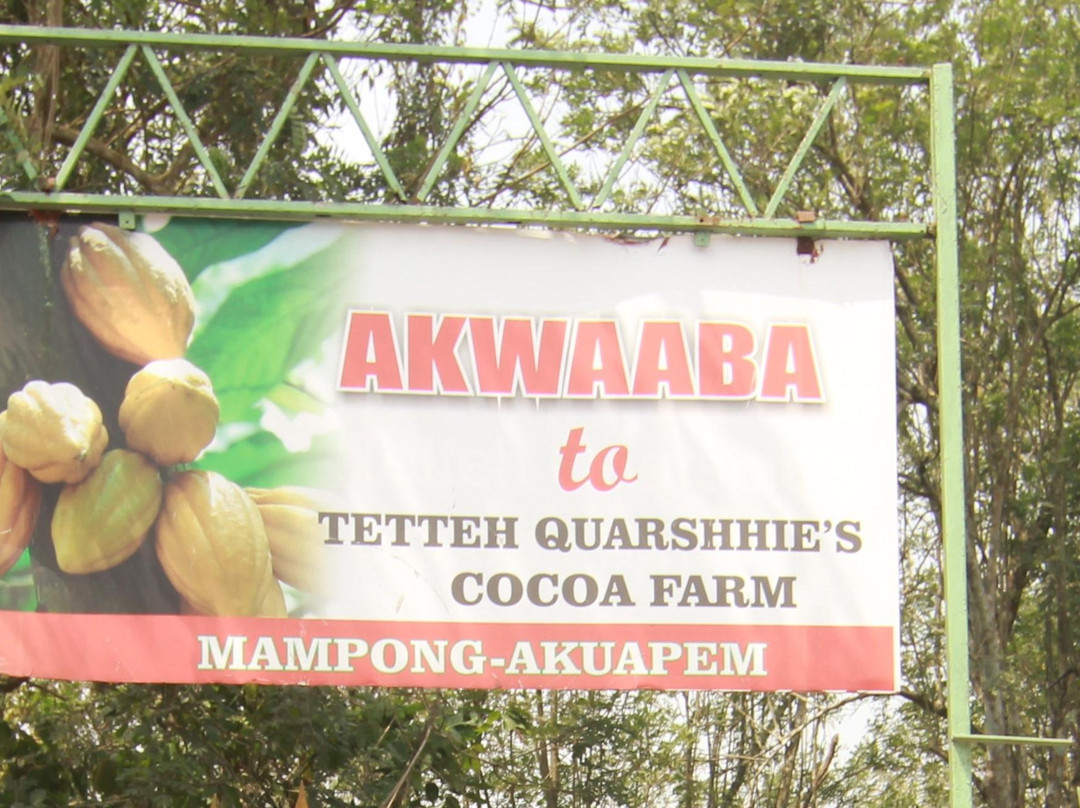 AKWAABA
to
TETTEH QUARSHHIE'S
COCOA FARM
MAMPONG-AKUAPEM